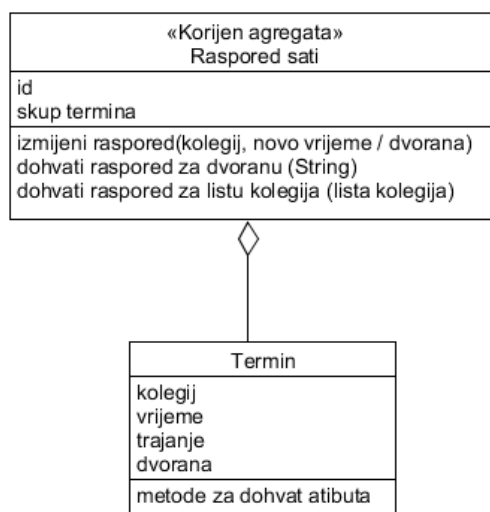 «Korijen agregata»
Raspored sati
id
skup termina
izmijeni raspored(kolegij, novo vrijeme / dvorana)
dohvati raspored za dvoranu (String)
dohvati raspored za listu kolegija (lista kolegija)
Termin
kolegij
vrijeme
trajanje
dvorana
metode za dohvat atibuta